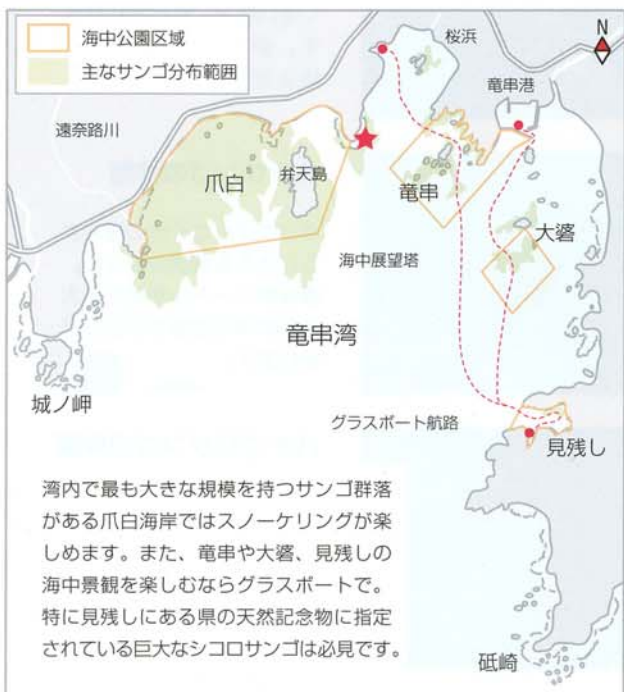 海中公園区域
主なサンゴ分布範囲
N
桜浜
竜串港
遠奈路川
爪白
弁天島
竜串
大碆
海中展望塔
竜串湾
城ノ岬
グラスボート航路
見残し
湾内で最も大きな規模を持つサンゴ群落
がある爪白海岸ではスノーケリングが楽
しめます。また、竜串や大碆、見残しの
海中景観を楽しむならグラスボートで。
特に見残しにある県の天然記念物に指定
されている巨大なシコロサンゴは必見です。
砥崎